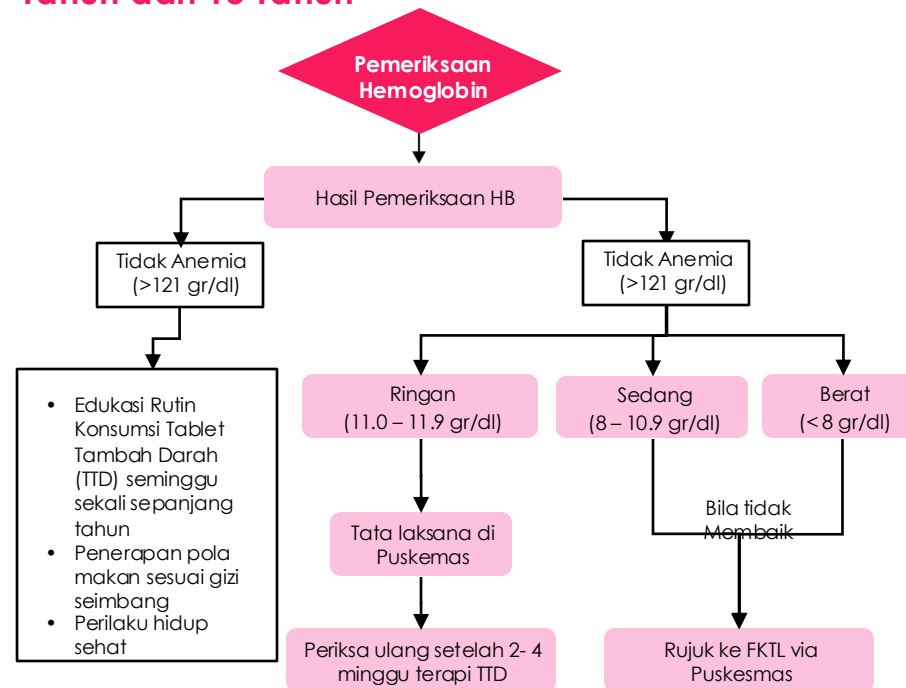 Pemeriksaan
Hemoglobin
Hasil Pemeriksaan HB
Tidak Anemia
(>121 gr/dl)
Tidak Anemia
(>121 gr/dl)
• Edukasi Rutin
Konsumsi Tablet
Tambah Darah
(TTD) seminggu
sekali sepanjang
tahun
• Penerapan pola
makan sesuai gizi
seimbang
• Perilaku hidup
sehat
Ringan
(11.0 – 11.9 gr/dl)
Sedang
(8 – 10.9 gr/dl)
Berat
(< 8 gr/dl)
Tata laksana di
Puskemas
Bila tidak
Membaik
Periksa ulang setelah 2- 4
minggu terapi TTD
Rujuk ke FKTL via
Puskesmas